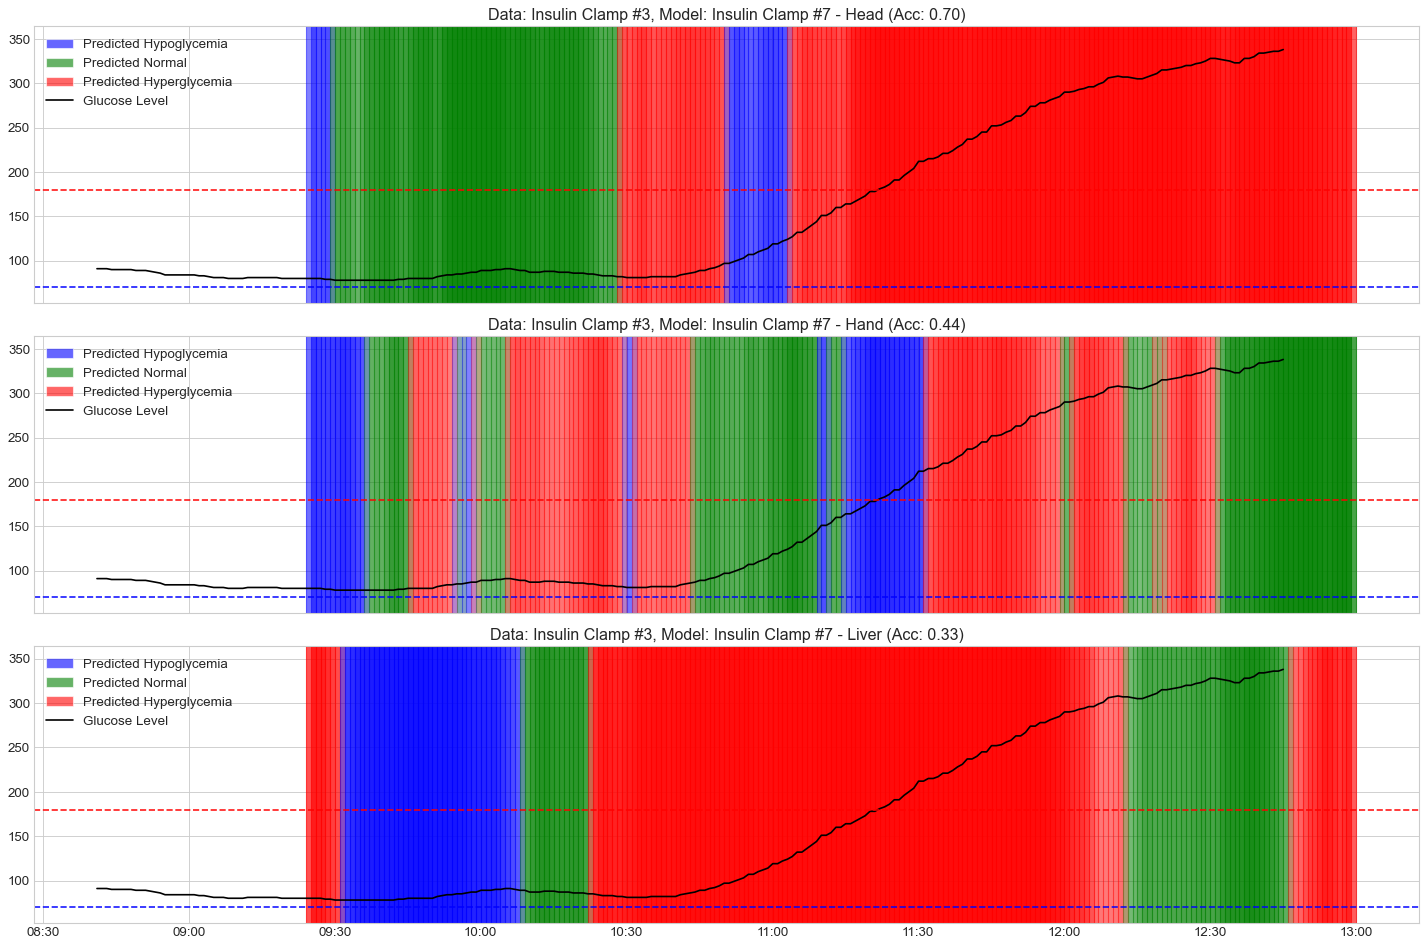 Data: Insulin Clamp #3, Model: Insulin Clamp #7 - Head (Acc: 0.70)
350
300
250
200
150
100
Predicted Hypoglycemia
Predicted Normal
Predicted Hyperglycemia
Glucose Level
Data: Insulin Clamp #3, Model: Insulin Clamp #7 - Hand (Acc: 0.44)
350
300
250
200
150
100
Predicted Hypoglycemia
Predicted Normal
Predicted Hyperglycemia
Glucose Level
Data: Insulin Clamp #3, Model: Insulin Clamp #7 - Liver (Acc: 0.33)
350
300
250
200
150
100
Predicted Hypoglycemia
Predicted Normal
Predicted Hyperglycemia
Glucose Level
08:30 09:00 09:30 10:00 10:30 11:00 11:30 12:00 12:30 13:00